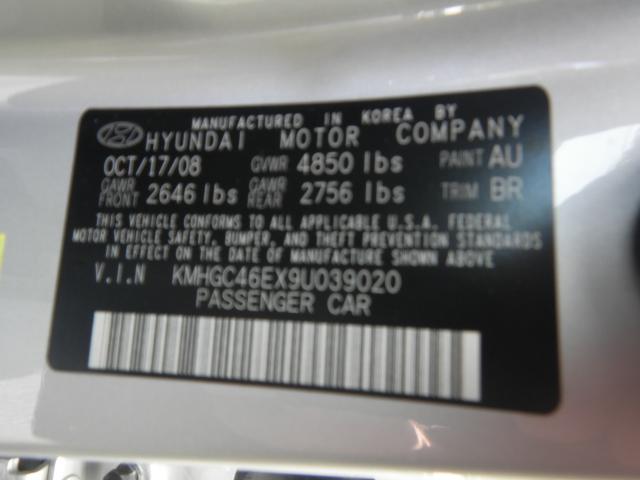 MANUFACTURED IN KOREA BY
HYUNDAI MOTOR COMPANY
OCT/17/08 GVWR 4850 lbs PAINT AU
GAWR FRONT 2646 lbs GAWR REAR 2756 lbs TRIM BR
THIS VEHICLE CONFORMS TO ALL APPLICABLE U.S.A. FEDERAL
MOTOR VEHICLE SAFETY, BUMPER, AND THEFT PREVENTION STANDARDS
IN EFFECT ON THE DATE OF MANUFACTURE SHOWN ABOVE
V.I.N KMHGC46EX9U039020
PASSENGER CAR